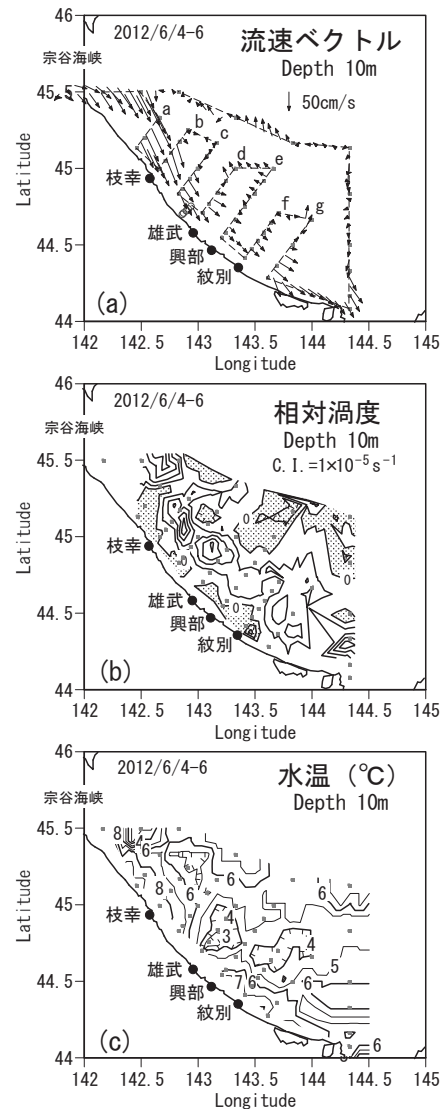 46
2012/6/4-6
流速ベクトル
宗谷海峡
Depth 10m
50cm/s
45.5
a
b
c
d
e
f
g
45
枝幸
雄武
44.5
興部
紋別
(a)
44
142 142.5 143 143.5 144 144.5 145
Longitude
Latitude
46
2012/6/4-6
相対渦度
宗谷海峡
Depth 10m
C.I.=1×10⁻⁵s⁻¹
45.5
0
45
枝幸
0
0
雄武
44.5
0
興部
0
紋別
(b)
44
142 142.5 143 143.5 144 144.5 145
Longitude
Latitude
46
2012/6/4-6
水温 (℃)
宗谷海峡
Depth 10m
45.5
8
6
6
6
8
6
45
枝幸
4
3
4
5
雄武
7
6
6
44.5
興部
紋別
(c)
6
44
142 142.5 143 143.5 144 144.5 145
Longitude
Latitude